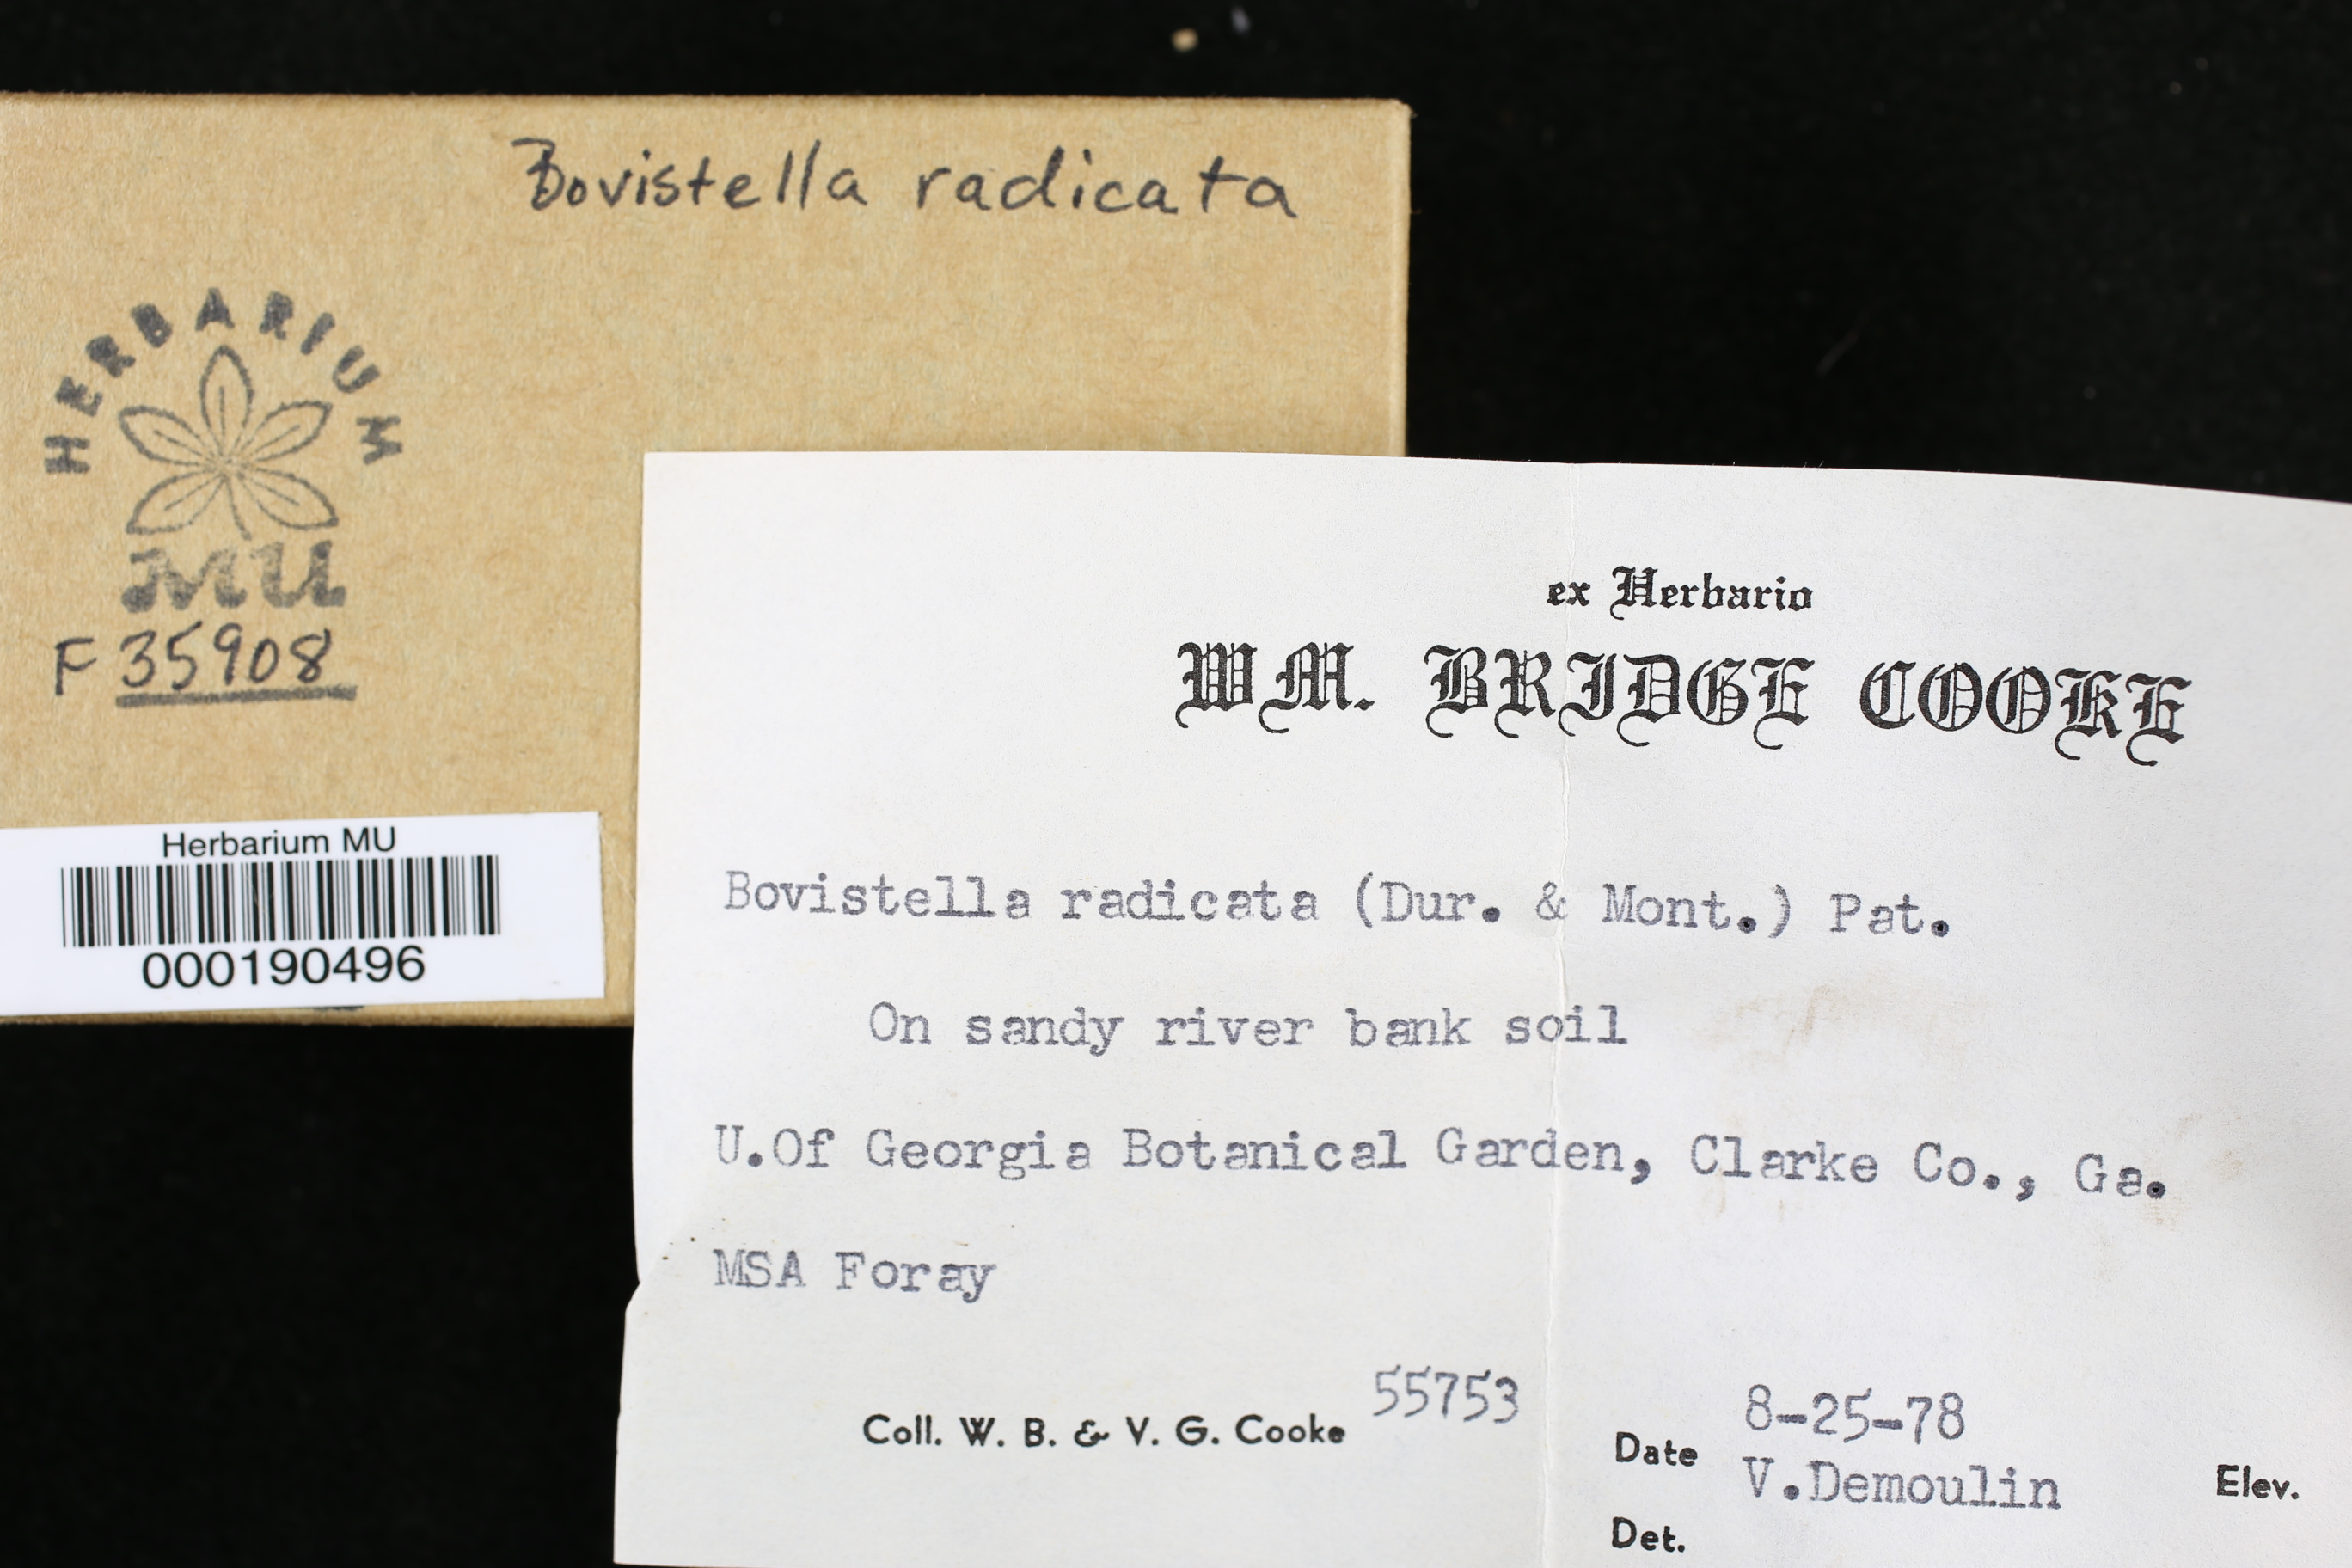 Bovistella radicata
HERBARIUM
MU
F 35908
Herbarium MU
000190496
ex Herbario
WM. BRIDGE COOKE
Bovistella radicata (Dur. & Mont.) Pat.
On sandy river bank soil
U.Of Georgia Botanical Garden, Clarke Co., Ga.
MSA Foray
Coll. W. B. & V. G. Cooke 55753
Date 8-25-78
V.Demoulin
Elev.
Det.